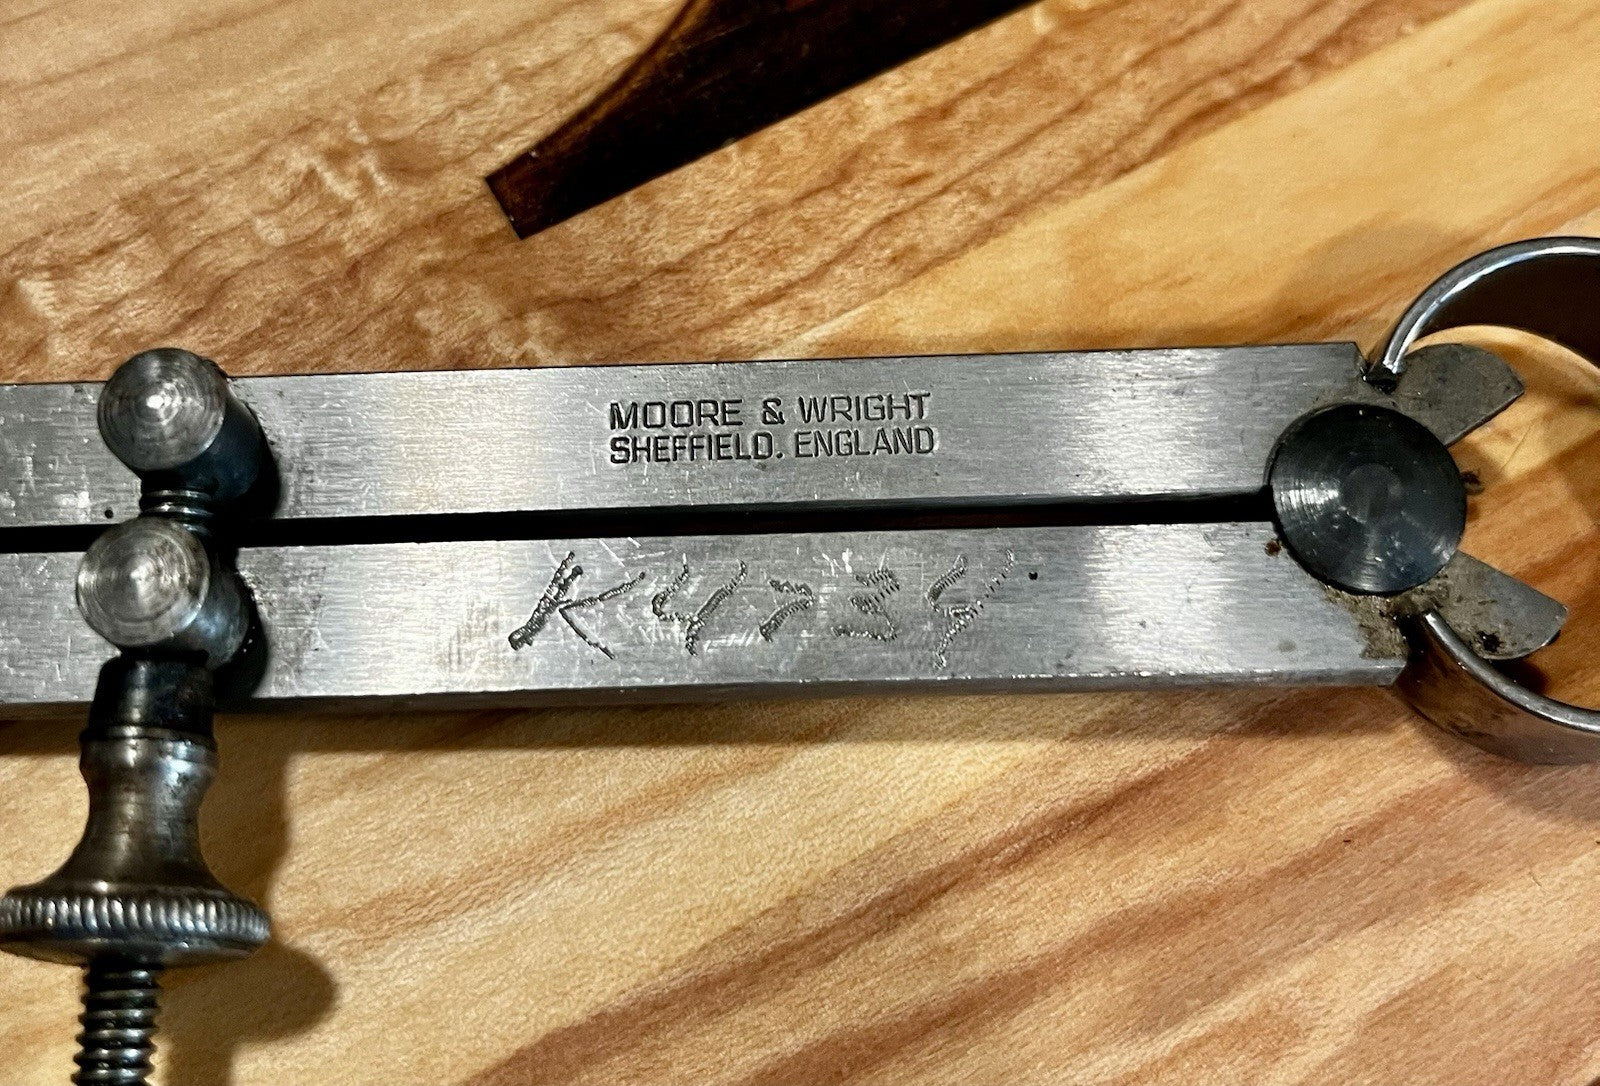 MOORE & WRIGHT
SHEFFIELD. ENGLAND